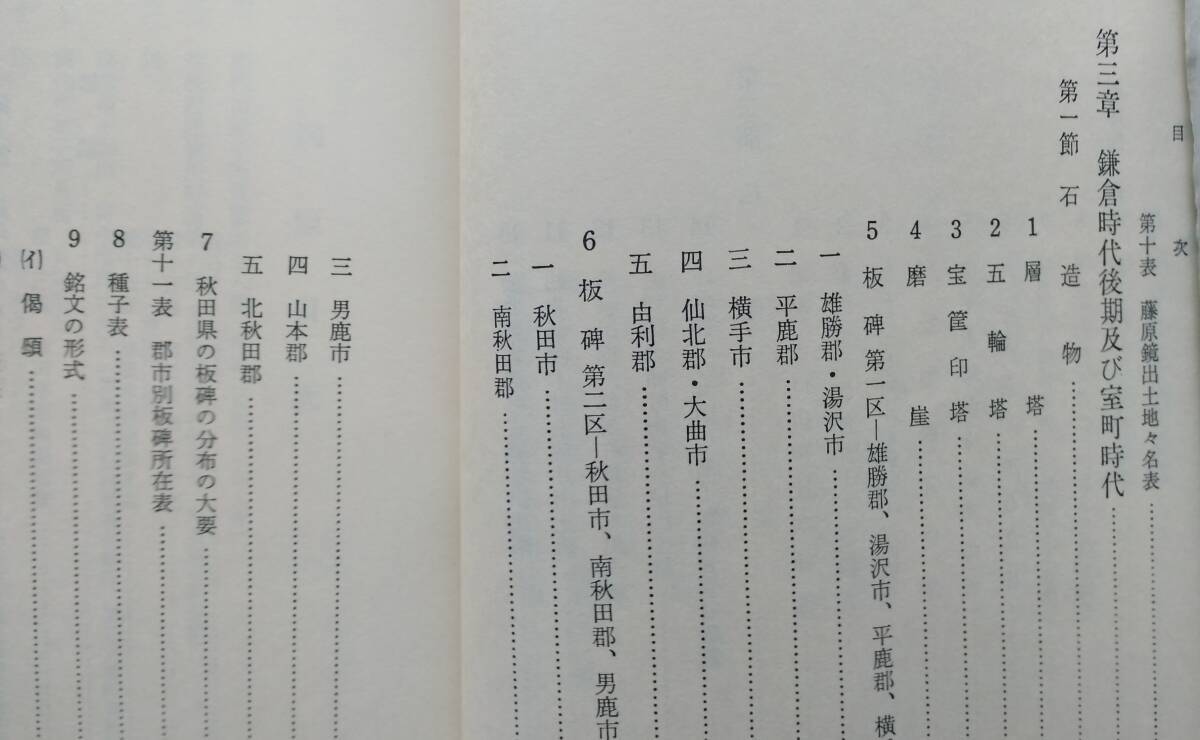 目次
第十表 藤原鏡出土地々名表
第三章 鎌倉時代後期及び室町時代
第一節 石造物
1 層塔
2 五輪塔
3 宝篋印塔
4 磨崖
5 板碑 第一区—雄勝郡、湯沢市、平鹿郡、横
一 雄勝郡・湯沢市
二 平鹿郡
三 横手市
四 仙北郡・大曲市
五 由利郡
6 板碑 第二区—秋田市、南秋田郡、男鹿市
一 秋田市
二 南秋田郡
三 男鹿市
四 山本郡
五 北秋田郡
7 秋田県の板碑の分布の大要
第十一表 郡市別板碑所在表
8 種子表
9 銘文の形式
(イ) 偈頌